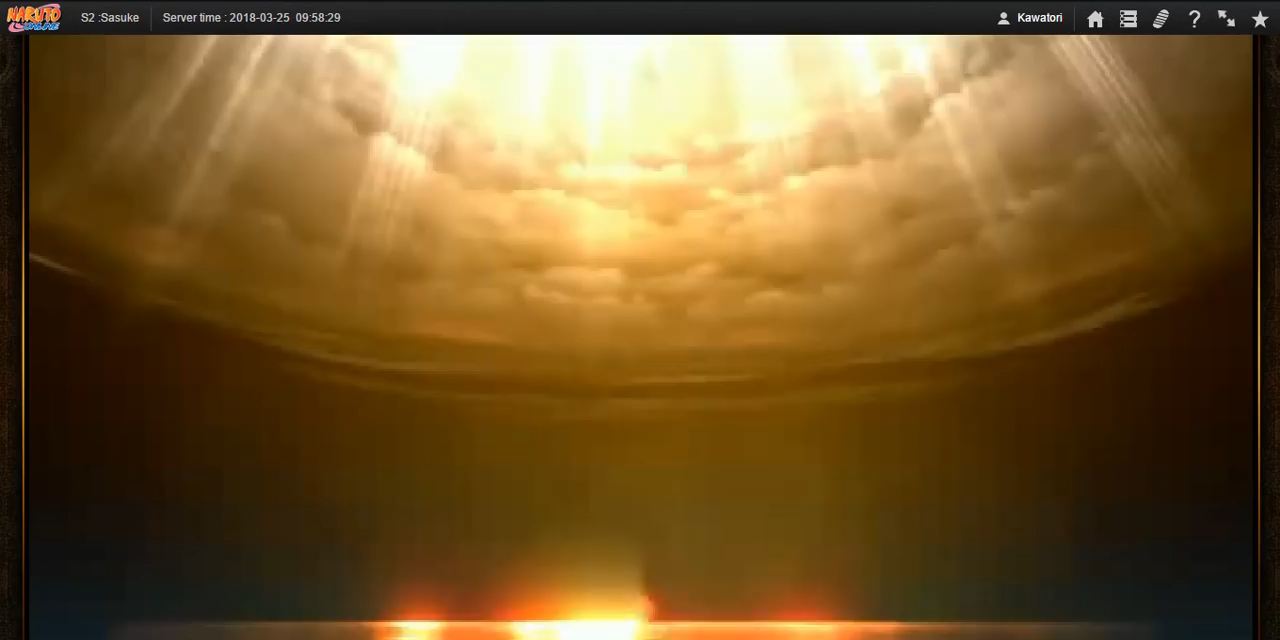 NARUTO ONLINE
S2 :Sasuke
Server time : 2018-03-25 09:58:29
Kawatori
?